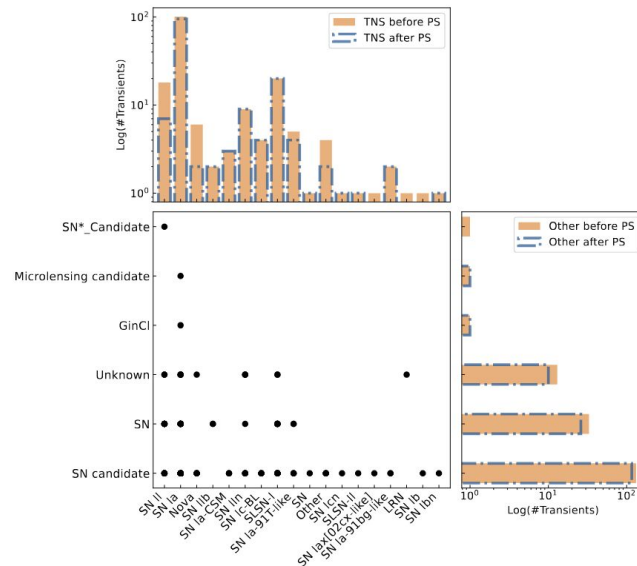 10²
10¹
10⁰
Log(#Transients)
TNS before PS
TNS after PS
SN*_Candidate
Microlensing candidate
GinCl
Unknown
SN
SN candidate
Other before PS
Other after PS
SN II
SN Ia
Nova
SN IIb
SN Ia-CSM
SN IIn
SN Ic-BL
SLSN-I
SN Ia-91T-like
SN
Other
SN Icn
SLSN-II
SN Iax[02cx-like]
SN Ia-91bg-like
LRN
SN Ib
SN Ibn
10⁰ 10¹ 10²
Log(#Transients)